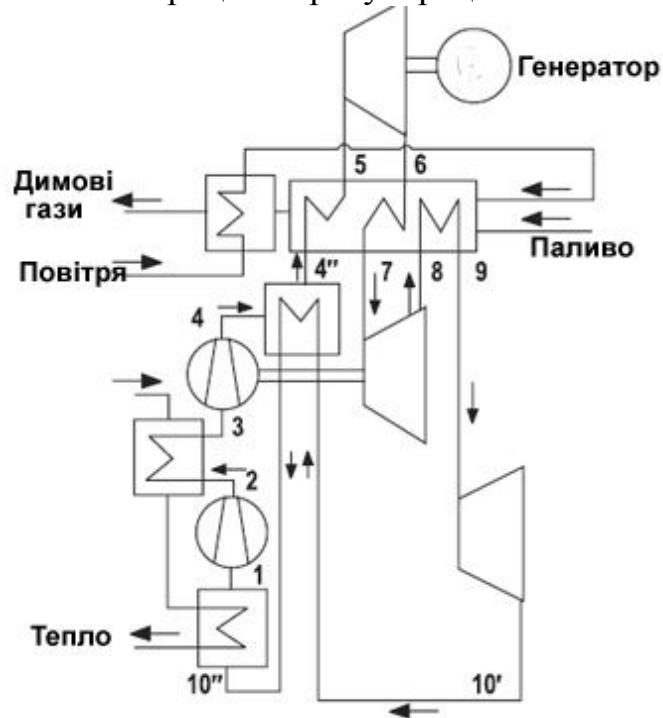 Генератор
5 6
Димові
гази
Паливо
Повітря
4″ 7 8 9
4
3
2
1
Тепло
10″ 10′